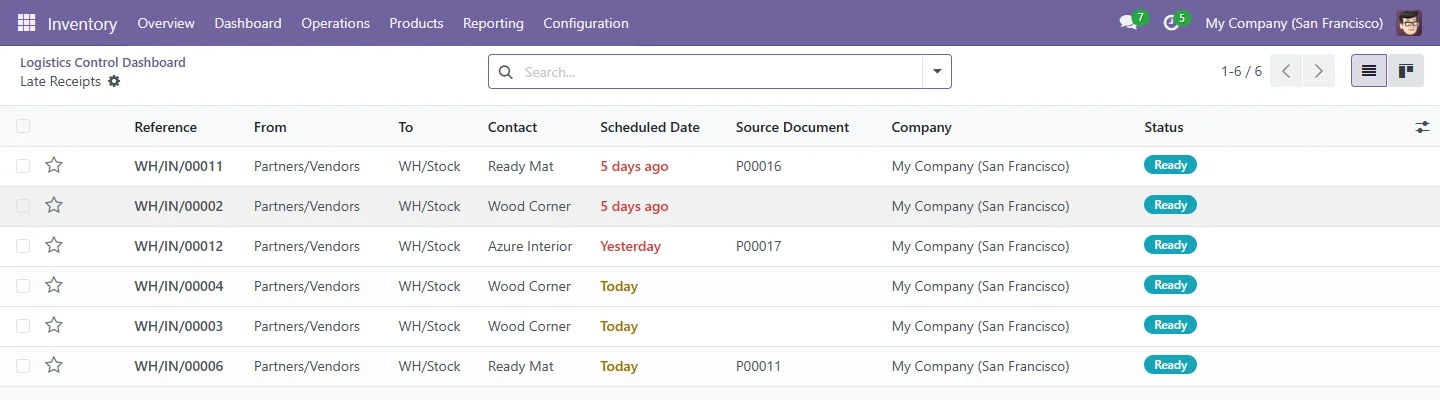 Inventory Overview Dashboard Operations Products Reporting Configuration 7 5 My Company (San Francisco)
Logistics Control Dashboard
Late Receipts
Search...
1-6 / 6
Reference From To Contact Scheduled Date Source Document Company Status
WH/IN/00011 Partners/Vendors WH/Stock Ready Mat 5 days ago P00016 My Company (San Francisco) Ready
WH/IN/00002 Partners/Vendors WH/Stock Wood Corner 5 days ago My Company (San Francisco) Ready
WH/IN/00012 Partners/Vendors WH/Stock Azure Interior Yesterday P00017 My Company (San Francisco) Ready
WH/IN/00004 Partners/Vendors WH/Stock Wood Corner Today My Company (San Francisco) Ready
WH/IN/00003 Partners/Vendors WH/Stock Wood Corner Today My Company (San Francisco) Ready
WH/IN/00006 Partners/Vendors WH/Stock Ready Mat Today P00011 My Company (San Francisco) Ready